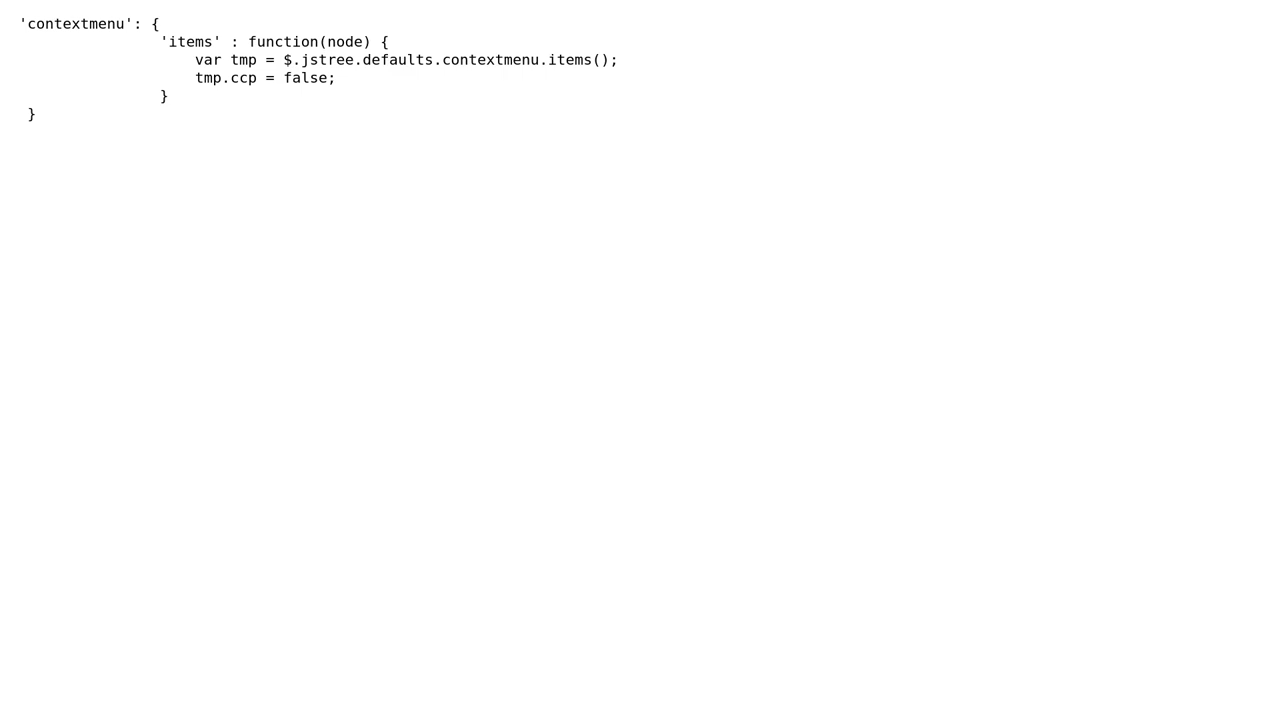 'contextmenu': {
                'items' : function(node) {
                    var tmp = $.jstree.defaults.contextmenu.items();
                    tmp.ccp = false;
                }
 }